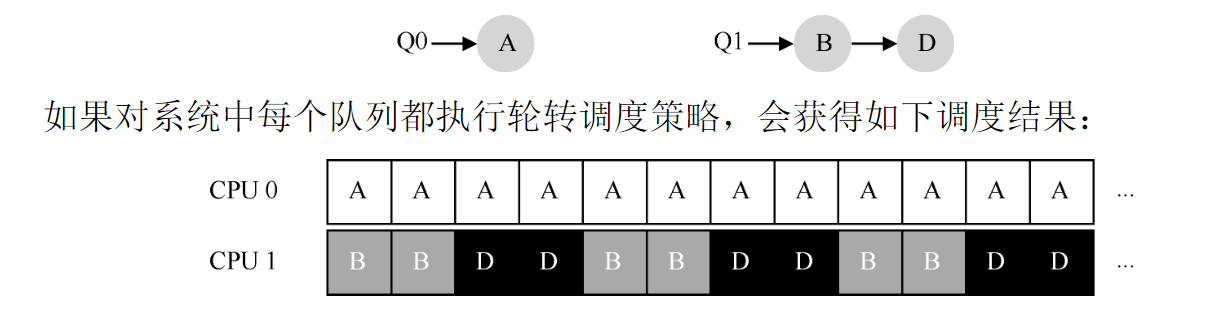 Q0 A Q1 B D
如果对系统中每个队列都执行轮转调度策略，会获得如下调度结果：
CPU 0 A A A A A A A A A A A A ...
CPU 1 B B D D B B D D B B D D ...